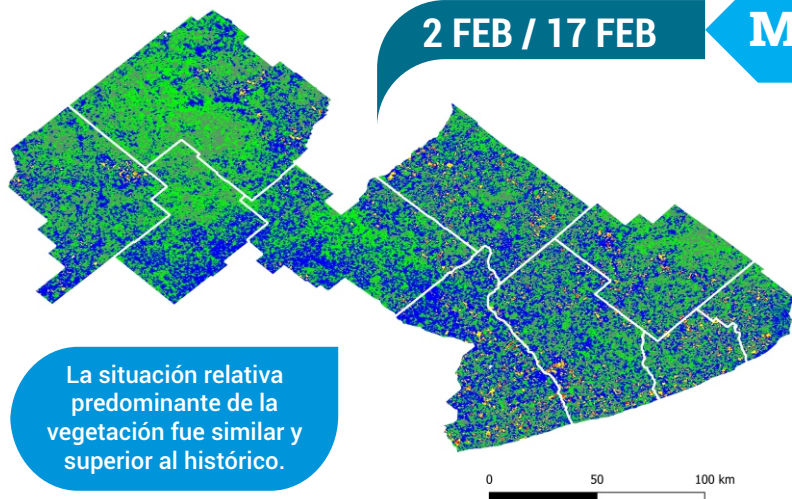 2 FEB / 17 FEB
M
La situación relativa
predominante de la
vegetación fue similar y
superior al histórico.
0 50 100 km